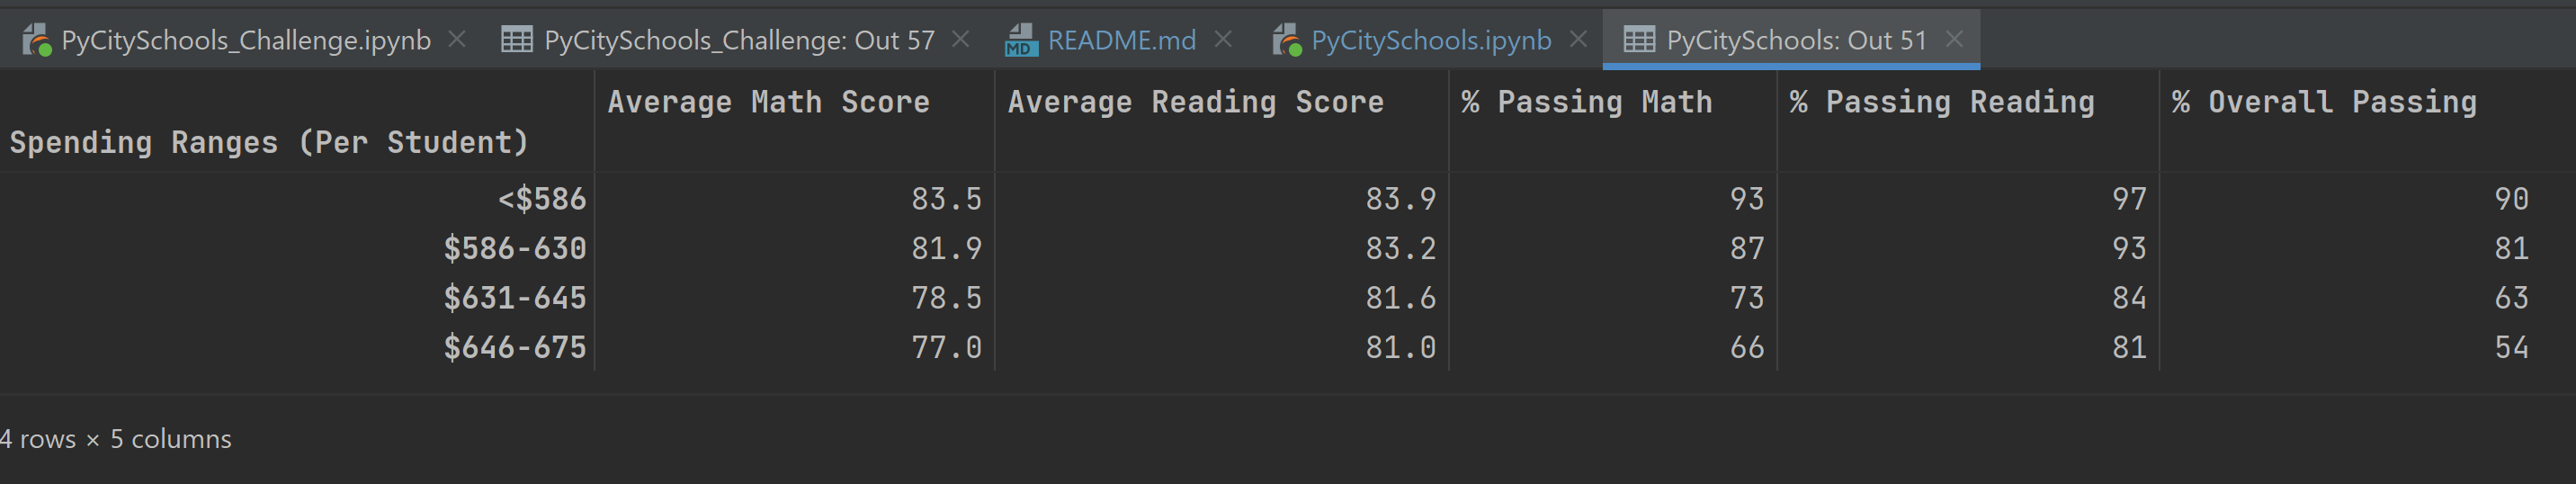 PyCitySchools_Challenge.ipynb PyCitySchools_Challenge: Out 57 MD README.md PyCitySchools.ipynb PyCitySchools: Out 51
Average Math Score Average Reading Score % Passing Math % Passing Reading % Overall Passing
Spending Ranges (Per Student)
<$586 83.5 83.9 93 97 90
$586-630 81.9 83.2 87 93 81
$631-645 78.5 81.6 73 84 63
$646-675 77.0 81.0 66 81 54
4 rows × 5 columns